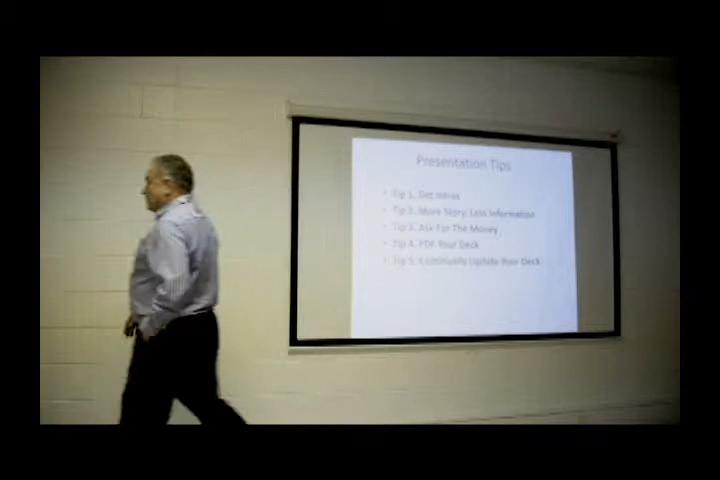 Presentation Tips
• Tip 1. Get Intros
• Tip 2. More Story, Less Information
• Tip 3. Ask For The Money
• Tip 4. PDF Your Deck
• Tip 5. Continually Update Your Deck